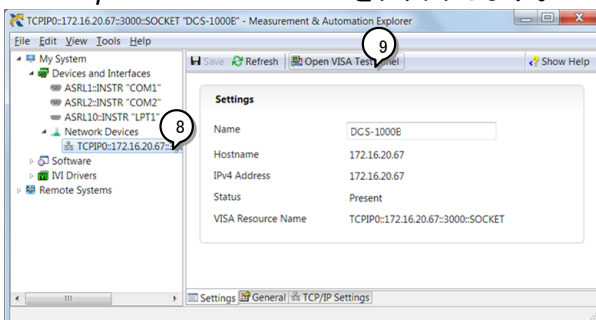 TCPIP0::172.16.20.67::3000::SOCKET "DCS-1000B" - Measurement & Automation Explorer
File Edit View Tools Help
9
My System
Save Refresh Open VISA Test Panel Show Help
Devices and Interfaces
ASRL1::INSTR "COM1"
ASRL2::INSTR "COM2"
ASRL10::INSTR "LPT1"
Network Devices
8
TCPIP0::172.16.20.67::3
Software
IVI Drivers
Remote Systems
Settings
Name DCS-1000B
Hostname 172.16.20.67
IPv4 Address 172.16.20.67
Status Present
VISA Resource Name TCPIP0::172.16.20.67::3000::SOCKET
Settings General TCP/IP Settings